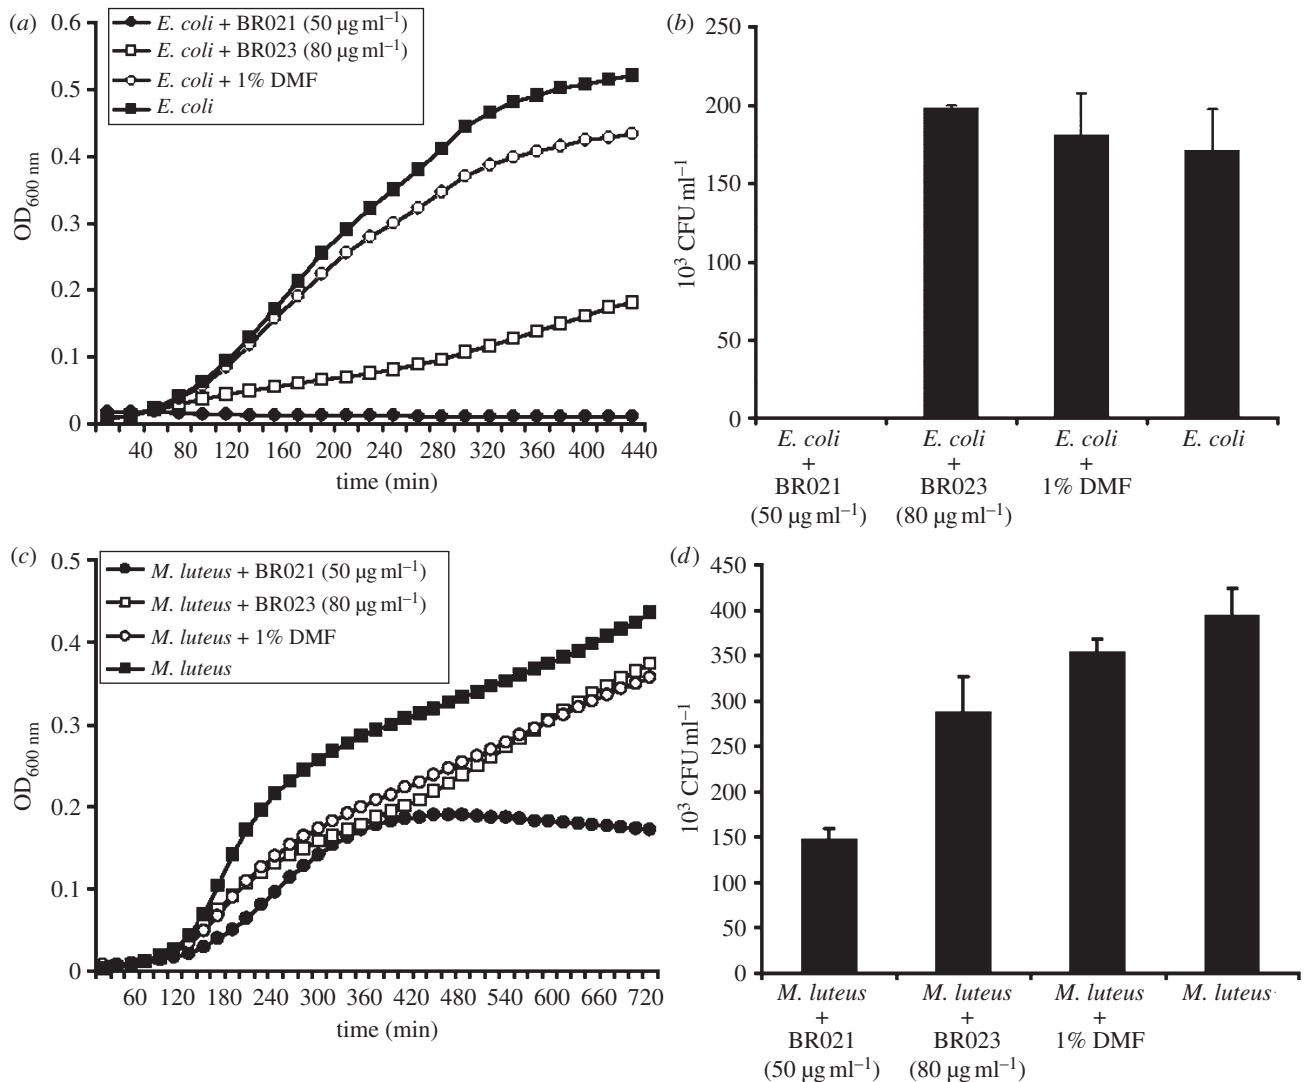 (a)
0.6
0.5
0.4
0.3
0.2
0.1
0
OD600 nm
E. coli + BR021 (50 µg ml⁻¹)
E. coli + BR023 (80 µg ml⁻¹)
E. coli + 1% DMF
E. coli
40 80 120 160 200 240 280 320 360 400 440
time (min)
(b)
250
200
150
100
50
0
10³ CFU ml⁻¹
E. coli
+
BR021
(50 µg ml⁻¹)
E. coli
+
BR023
(80 µg ml⁻¹)
E. coli
+
1% DMF
E. coli
(c)
0.5
0.4
0.3
0.2
0.1
0
OD600 nm
M. luteus + BR021 (50 µg ml⁻¹)
M. luteus + BR023 (80 µg ml⁻¹)
M. luteus + 1% DMF
M. luteus
60 120 180 240 300 360 420 480 540 600 660 720
time (min)
(d)
450
400
350
300
250
200
150
100
50
0
10³ CFU ml⁻¹
M. luteus
+
BR021
(50 µg ml⁻¹)
M. luteus
+
BR023
(80 µg ml⁻¹)
M. luteus
+
1% DMF
M. luteus